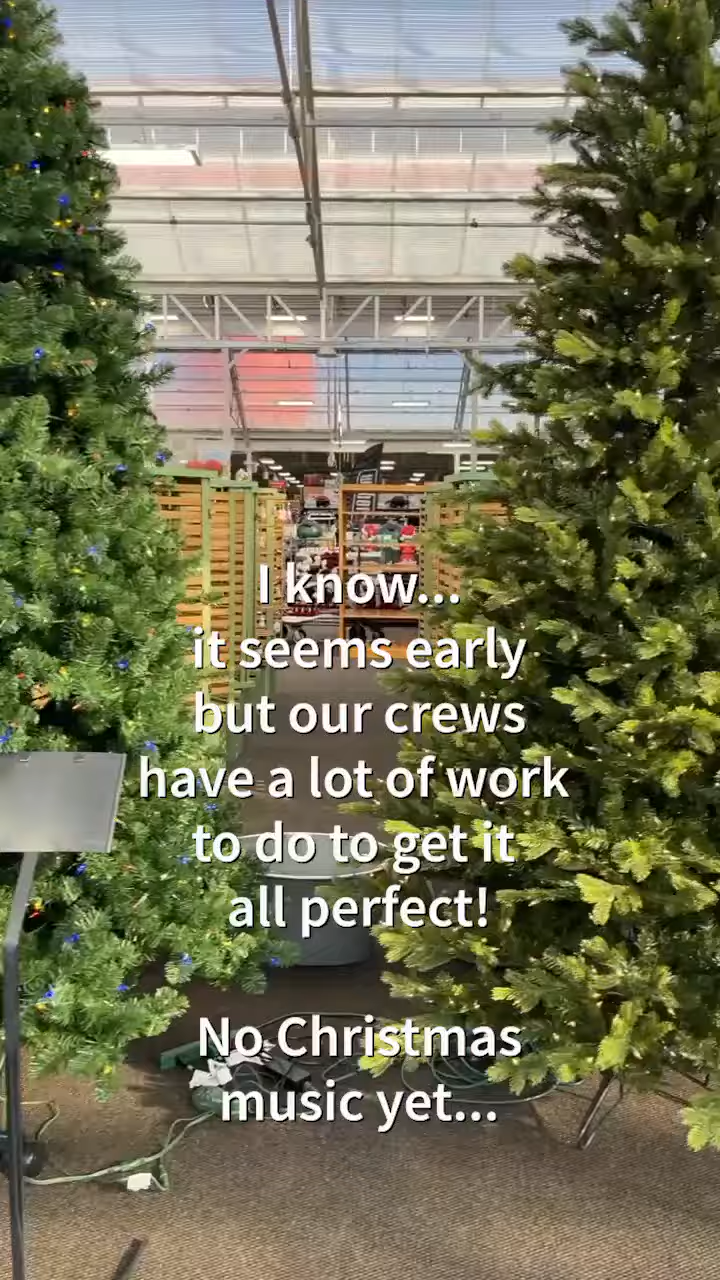 I know...
it seems early
but our crews
have a lot of work
to do to get it
all perfect!
No Christmas
music yet...